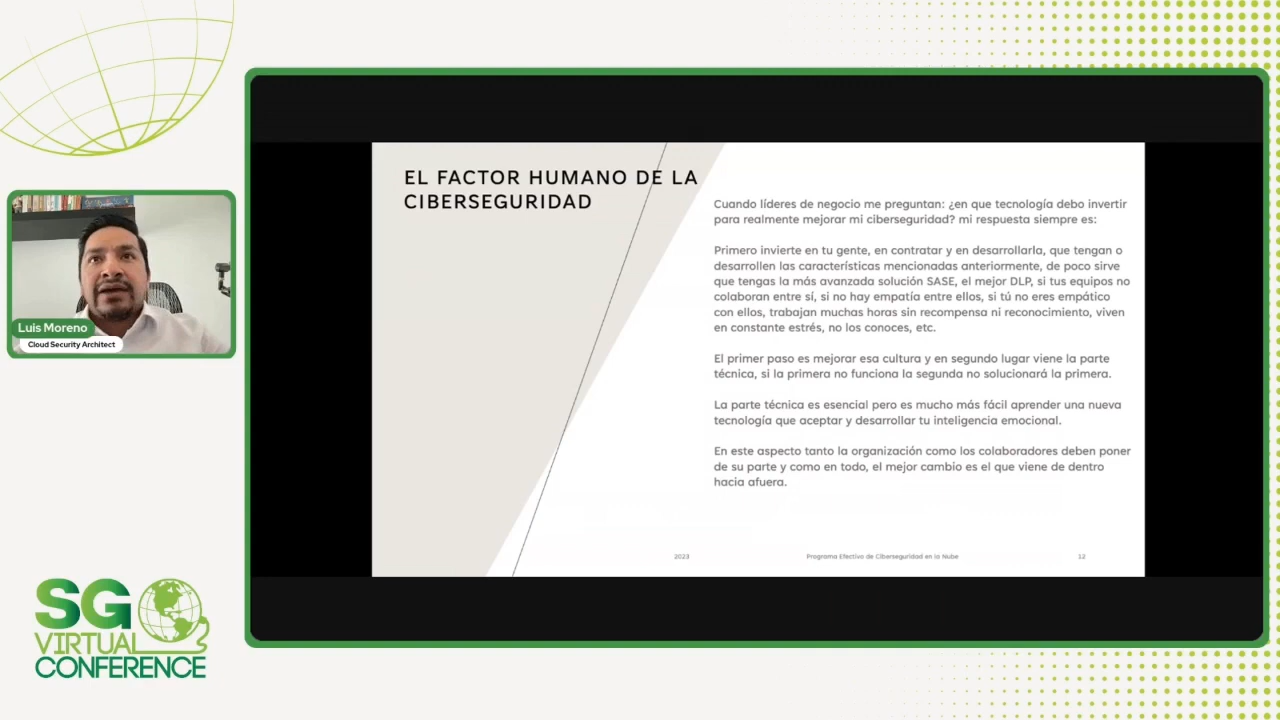 EL FACTOR HUMANO DE LA
CIBERSEGURIDAD
Cuando líderes de negocio me preguntan: ¿en que tecnología debo invertir
para realmente mejorar mi ciberseguridad? mi respuesta siempre es:
Primero invierte en tu gente, en contratar y en desarrollarla, que tengan o
desarrollen las características mencionadas anteriormente, de poco sirve
que tengas la más avanzada solución SASE, el mejor DLP, si tus equipos no
colaboran entre sí, si no hay empatía entre ellos, si tú no eres empático
con ellos, trabajan muchas horas sin recompensa ni reconocimiento, viven
en constante estrés, no los conoces, etc.
El primer paso es mejorar esa cultura y en segundo lugar viene la parte
técnica, si la primera no funciona la segunda no solucionará la primera.
La parte técnica es esencial pero es mucho más fácil aprender una nueva
tecnología que aceptar y desarrollar tu inteligencia emocional.
En este aspecto tanto la organización como los colaboradores deben poner
de su parte y como en todo, el mejor cambio es el que viene de dentro
hacia afuera.
2023
Programa Efectivo de Ciberseguridad en la Nube
12
Luis Moreno
Cloud Security Architect
SG
VIRTUAL
CONFERENCE